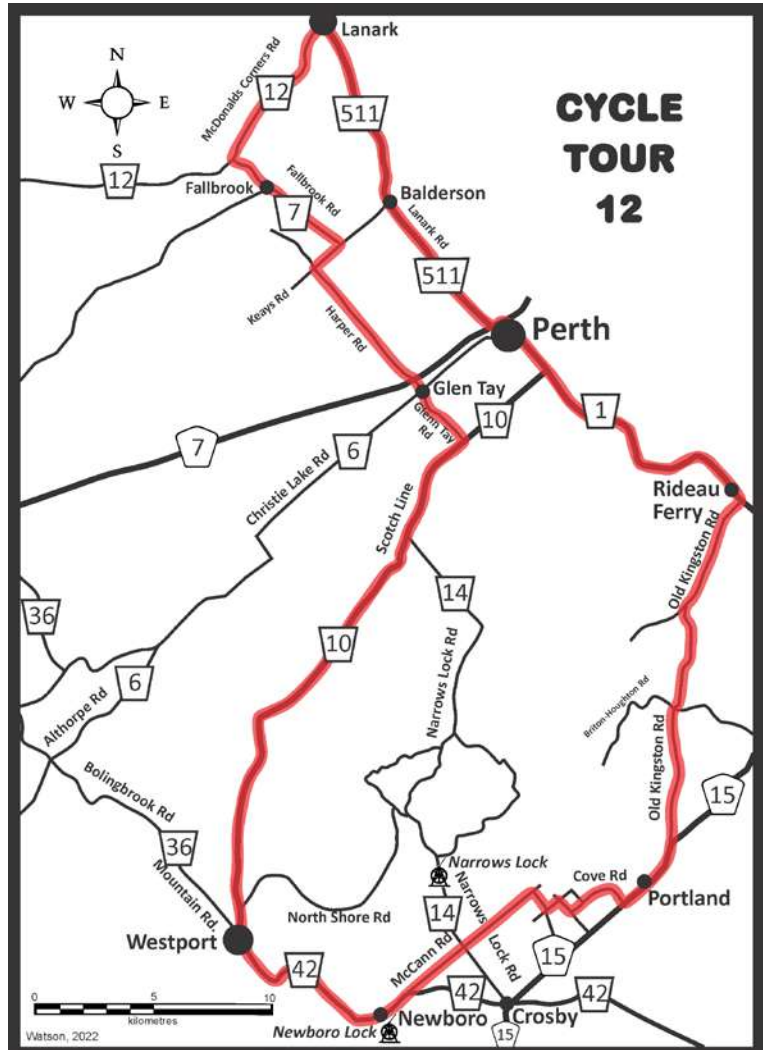 Lanark
N
W E
S
McDonalds Corners Rd
12
511
CYCLE
TOUR
12
12
Fallbrook
Fallbrook Rd
7
Balderson
Lanark Rd
511
Keays Rd
Harper Rd
Perth
Glen Tay
Glenn Tay
Rd
10
1
7
6
Christie Lake Rd
Rideau
Ferry
Scotch Line
Old Kingston Rd
14
36
10
Narrows Lock Rd
6
Althorpe Rd
Briton-Houghton Rd
Old Kingston Rd
Bolingbrook Rd
15
36
Mountain Rd.
Narrows Lock
Cove Rd
Portland
North Shore Rd
14
Narrows
Lock Rd
McCann Rd
15
Westport
42
42
42
Newboro
Crosby
Newboro Lock
15
0 5 10
kilometres
Watson, 2022